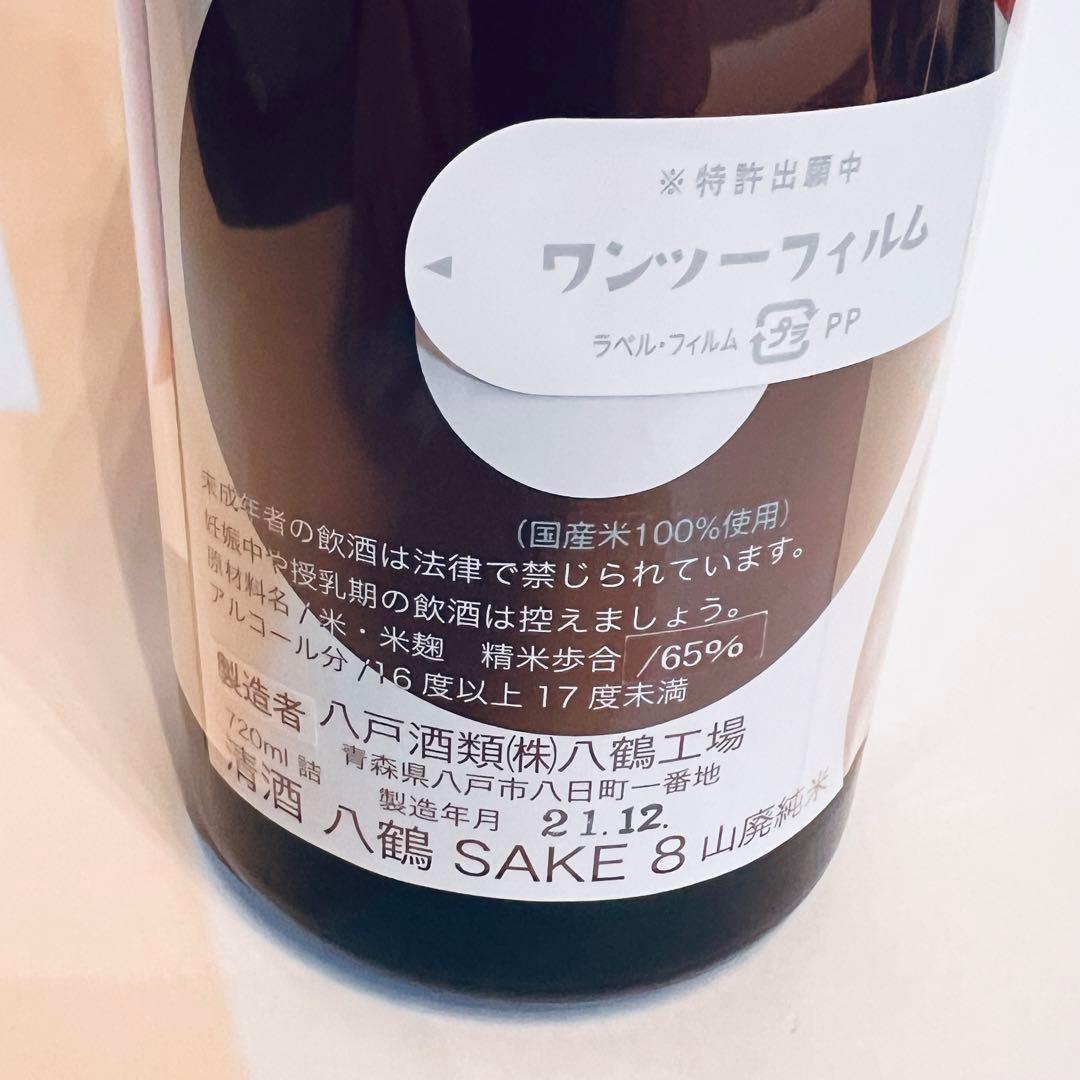 ※特許出願中
ワンツーフィルム
ラベル・フィルム プラ PP
(国産米100%使用)
未成年者の飲酒は法律で禁じられています。
妊娠中や授乳期の飲酒は控えましょう。
原材料名/米・米麹 精米歩合/65%
アルコール分/16度以上17度未満
製造者 八戸酒類㈱八鶴工場
720ml詰 青森県八戸市八日町一番地
製造年月 21.12.
清酒 八鶴 SAKE 8 山廃純米